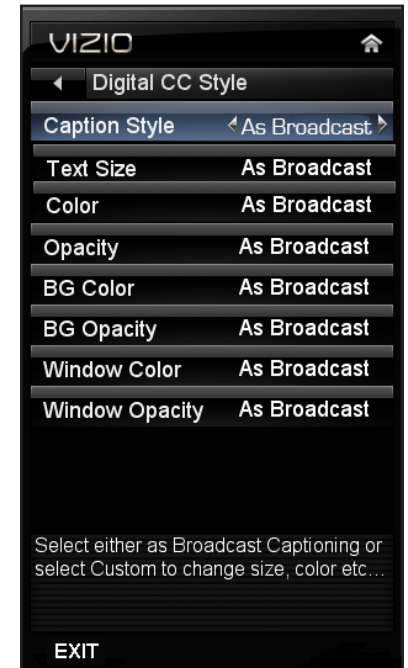 VIZIO
Digital CC Style
Caption Style As Broadcast
Text Size As Broadcast
Color As Broadcast
Opacity As Broadcast
BG Color As Broadcast
BG Opacity As Broadcast
Window Color As Broadcast
Window Opacity As Broadcast
Select either as Broadcast Captioning or
select Custom to change size, color etc...
EXIT